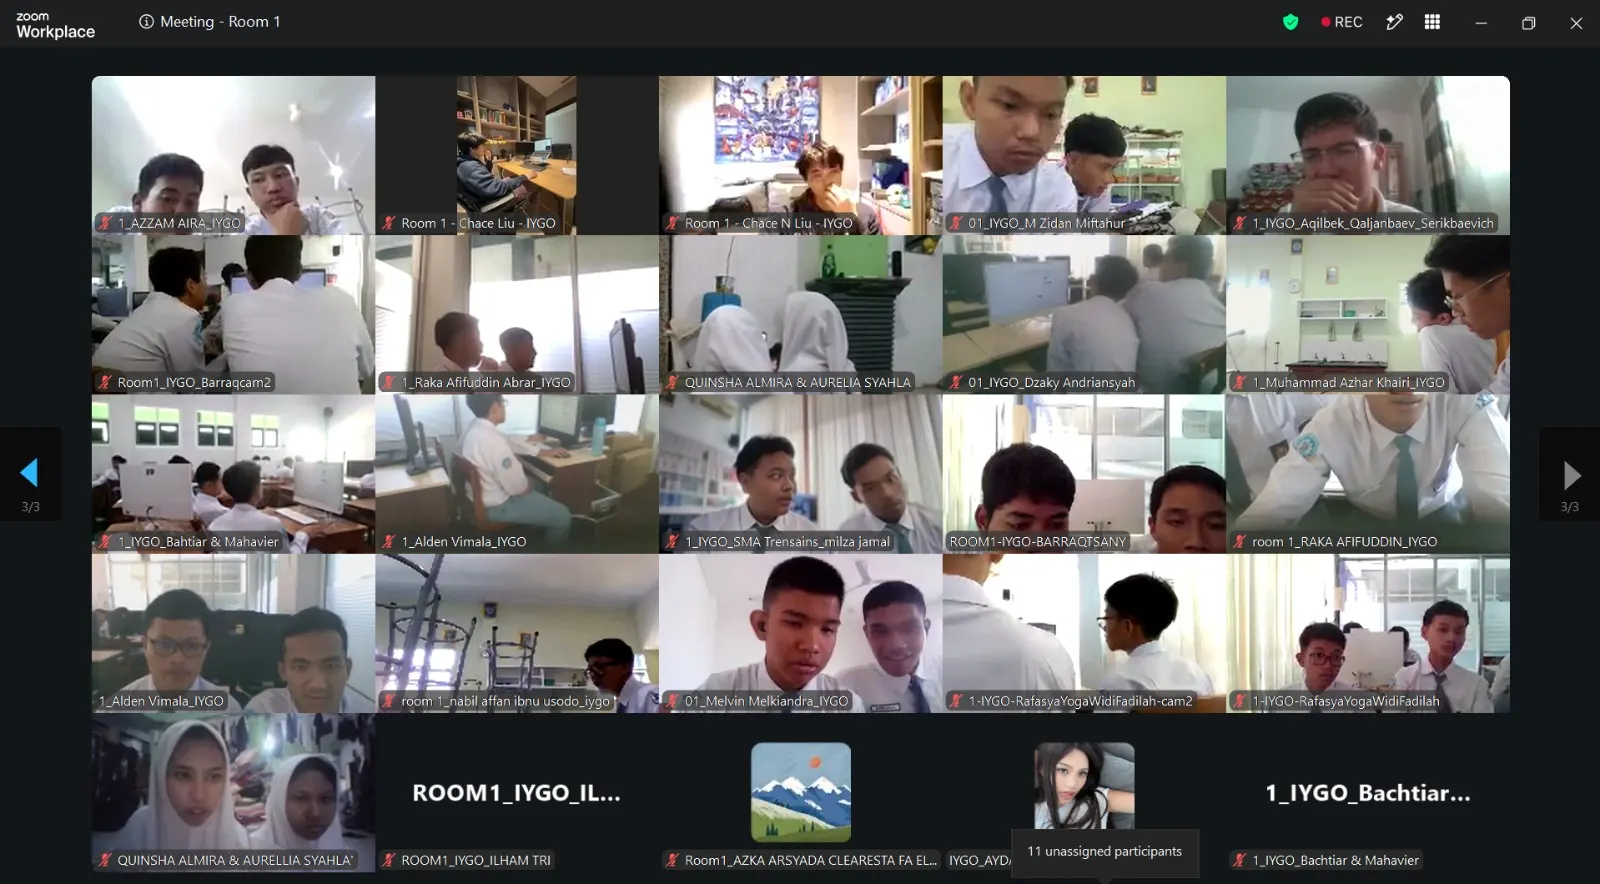 zoom
Workplace
Meeting - Room 1
REC
1_AZZAM AIRA_IYGO
Room 1 - Chace Liu - IYGO
Room 1 - Chace N Liu - IYGO
01_IYGO_M Zidan Miftahur
1_IYGO_Aqilbek_Qaljanbaev_Serikbaevich
Room1_IYGO_Barraqcam2
1_Raka Afifuddin Abrar_IYGO
QUINSHA ALMIRA & AURELIA SYAHLA
01_IYGO_Dzaky Andriansyah
1_Muhammad Azhar Khairi_IYGO
3/3
3/3
1_IYGO_Bahtiar & Mahavier
1_Alden Vimala_IYGO
1_IYGO_SMA Trensains_milza jamal
ROOM1-IYGO-BARRAQTSANY
room 1_RAKA AFIFUDDIN_IYGO
1_Alden Vimala_IYGO
room 1_nabil affan ibnu usodo_iygo
01_Melvin Melkiandra_IYGO
1-IYGO-RafasyaYogaWidiFadilah-cam2
1-IYGO-RafasyaYogaWidiFadilah
ROOM1_IYGO_IL...
1_IYGO_Bachtiar...
QUINSHA ALMIRA & AURELLIA SYAHLA'
ROOM1_IYGO_ILHAM TRI
Room1_AZKA ARSYADA CLEARESTA FA EL...
IYGO_AYD
11 unassigned participants
1_IYGO_Bachtiar & Mahavier